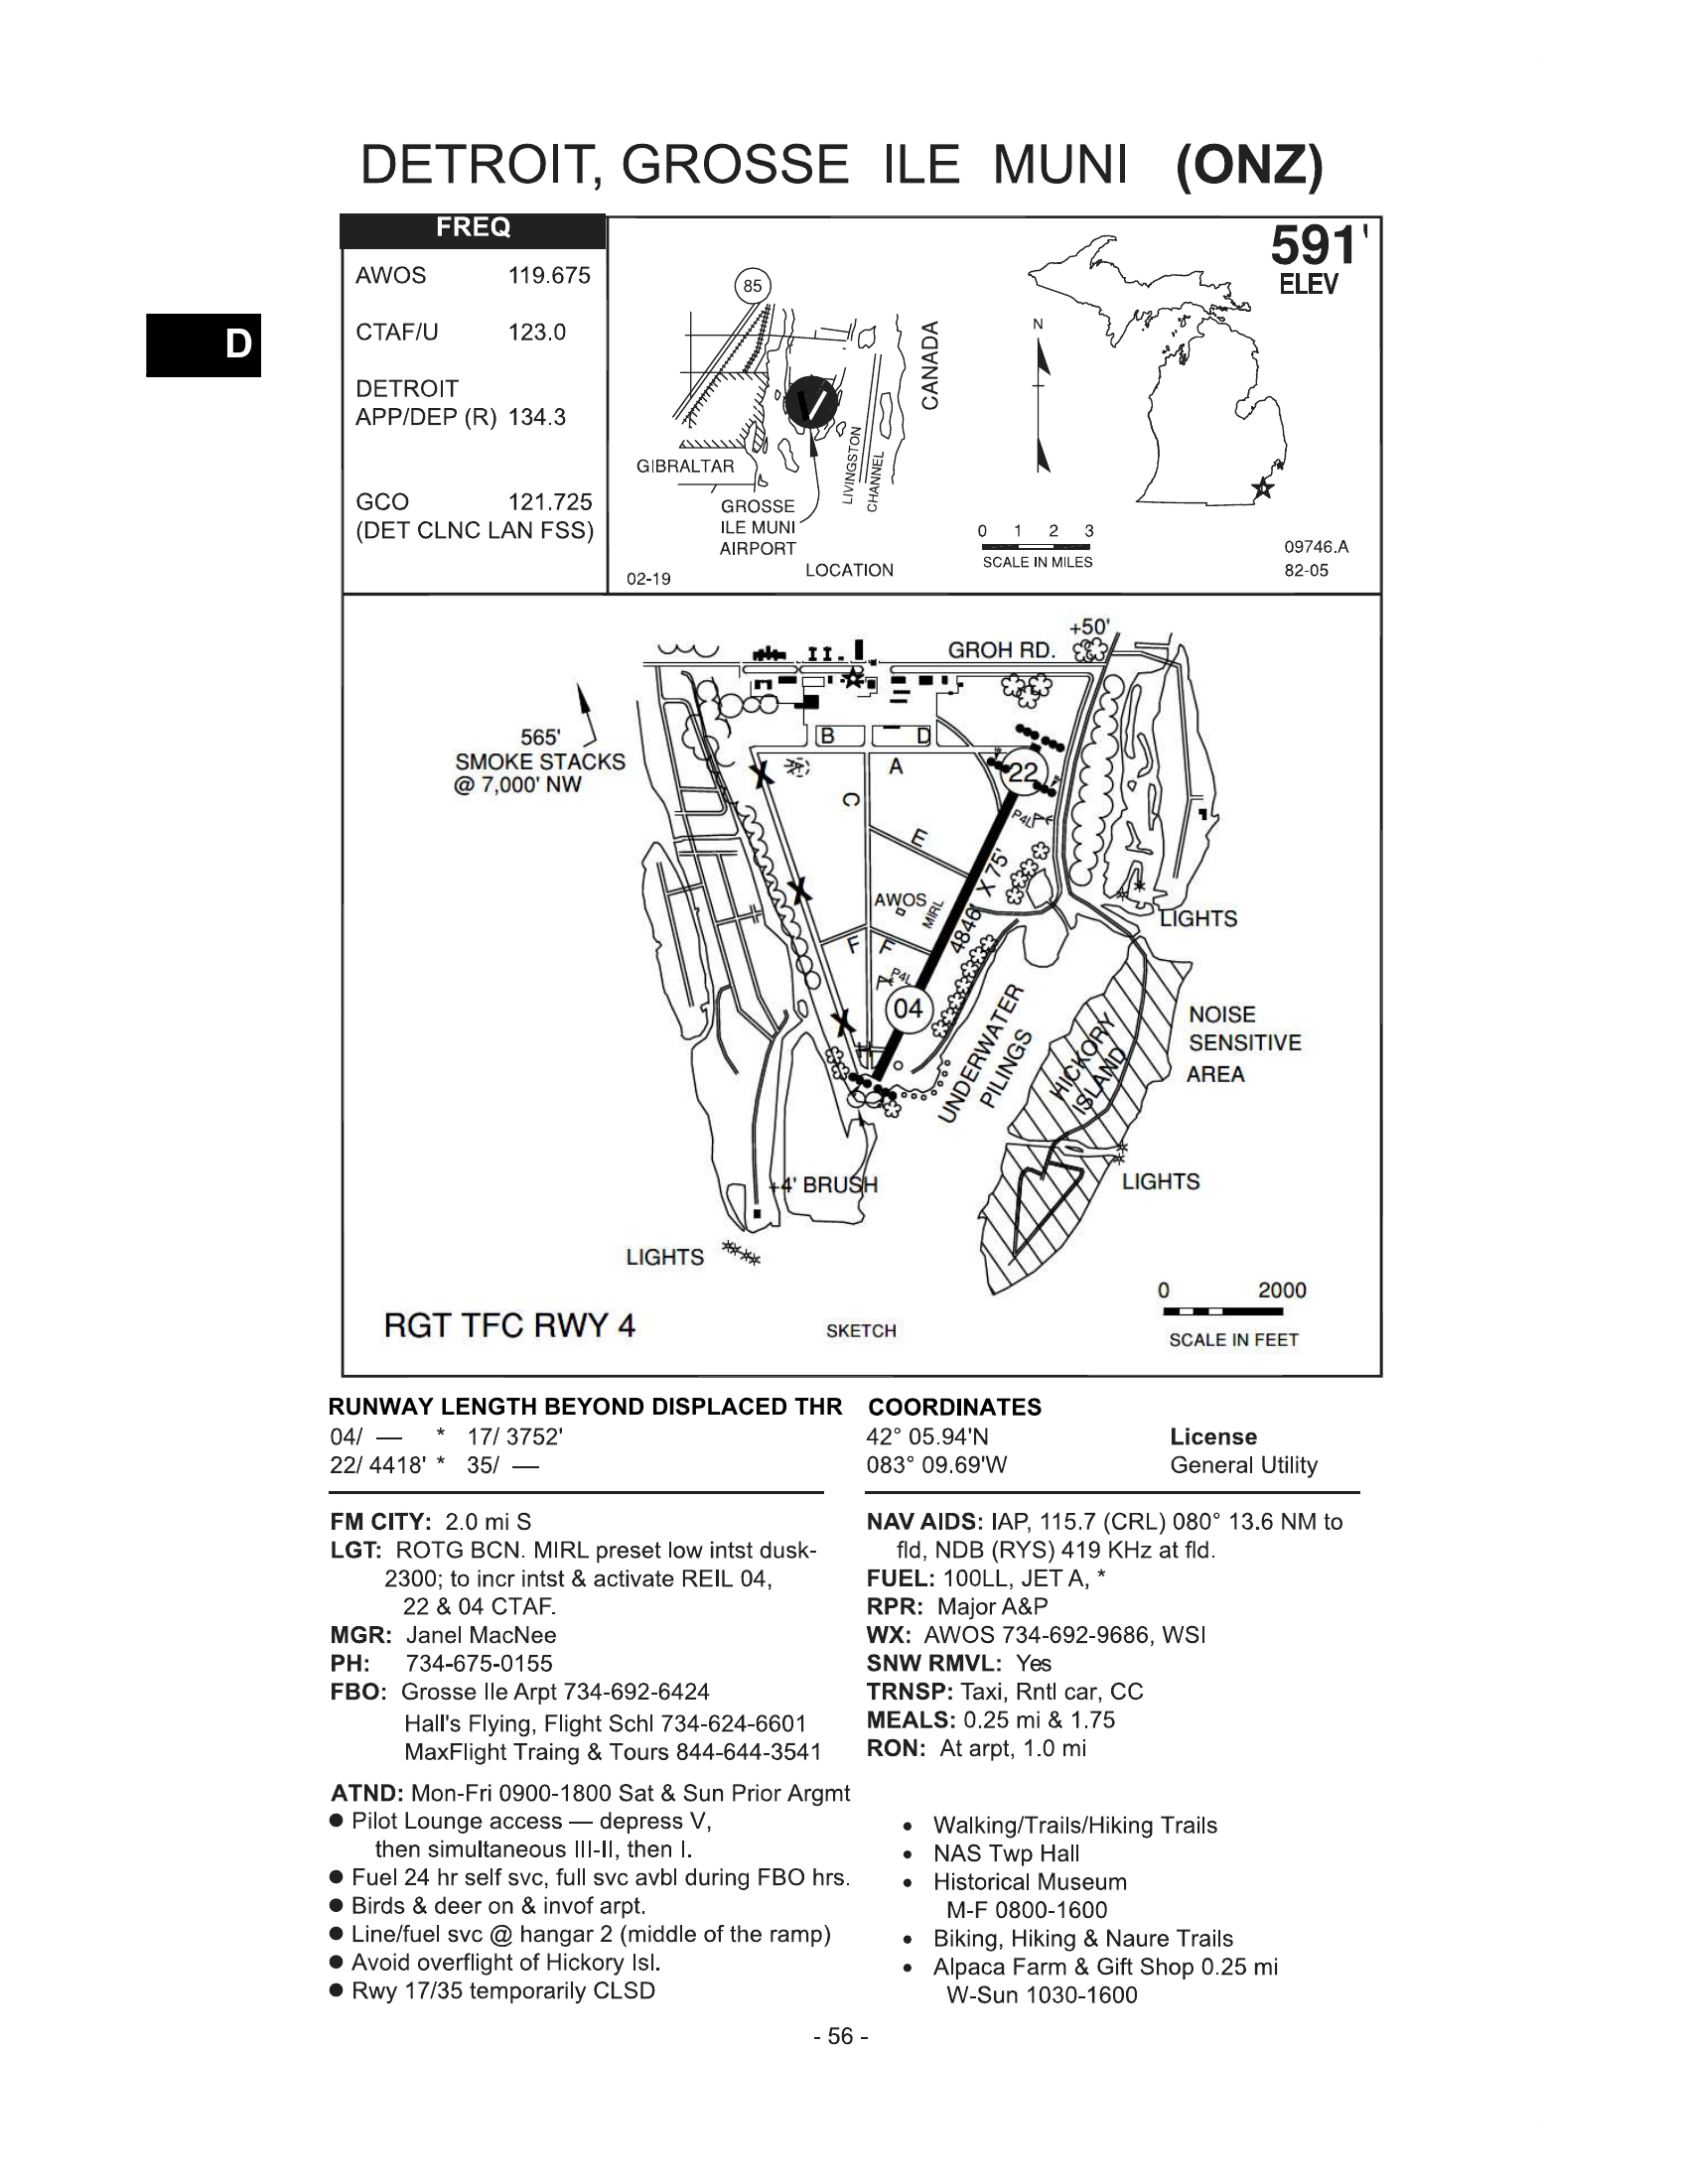 DETROIT, GROSSE ILE MUNI (ONZ)
D
FREQ
AWOS 119.675
CTAF/U 123.0
DETROIT
APP/DEP (R) 134.3
GCO 121.725
(DET CLNC LAN FSS)
85
CANADA
GIBRALTAR
LIVINGSTON
CHANNEL
GROSSE
ILE MUNI
AIRPORT
LOCATION
02-19
N
0 1 2 3
SCALE IN MILES
591'
ELEV
09746.A
82-05
+50'
GROH RD.
565'
SMOKE STACKS
@ 7,000' NW
B
D
A
C
22
P4L
E
X
4846' X 75'
AWOS
MIRL
X
LIGHTS
F
F
P4L
04
X
H
UNDERWATER
PILINGS
HICKORY
ISLAND
NOISE
SENSITIVE
AREA
+4' BRUSH
LIGHTS
LIGHTS
0 2000
SCALE IN FEET
RGT TFC RWY 4
SKETCH
RUNWAY LENGTH BEYOND DISPLACED THR
04/ — * 17/ 3752'
22/ 4418' * 35/ —
COORDINATES
42° 05.94'N
083° 09.69'W
License
General Utility
FM CITY: 2.0 mi S
LGT: ROTG BCN. MIRL preset low intst dusk-
2300; to incr intst & activate REIL 04,
22 & 04 CTAF.
MGR: Janel MacNee
PH: 734-675-0155
FBO: Grosse Ile Arpt 734-692-6424
Hall's Flying, Flight Schl 734-624-6601
MaxFlight Traing & Tours 844-644-3541
ATND: Mon-Fri 0900-1800 Sat & Sun Prior Argmt
● Pilot Lounge access — depress V,
then simultaneous III-II, then I.
● Fuel 24 hr self svc, full svc avbl during FBO hrs.
● Birds & deer on & invof arpt.
● Line/fuel svc @ hangar 2 (middle of the ramp)
● Avoid overflight of Hickory Isl.
● Rwy 17/35 temporarily CLSD
NAV AIDS: IAP, 115.7 (CRL) 080° 13.6 NM to
fld, NDB (RYS) 419 KHz at fld.
FUEL: 100LL, JET A, *
RPR: Major A&P
WX: AWOS 734-692-9686, WSI
SNW RMVL: Yes
TRNSP: Taxi, Rntl car, CC
MEALS: 0.25 mi & 1.75
RON: At arpt, 1.0 mi
• Walking/Trails/Hiking Trails
• NAS Twp Hall
• Historical Museum
M-F 0800-1600
• Biking, Hiking & Naure Trails
• Alpaca Farm & Gift Shop 0.25 mi
W-Sun 1030-1600
- 56 -